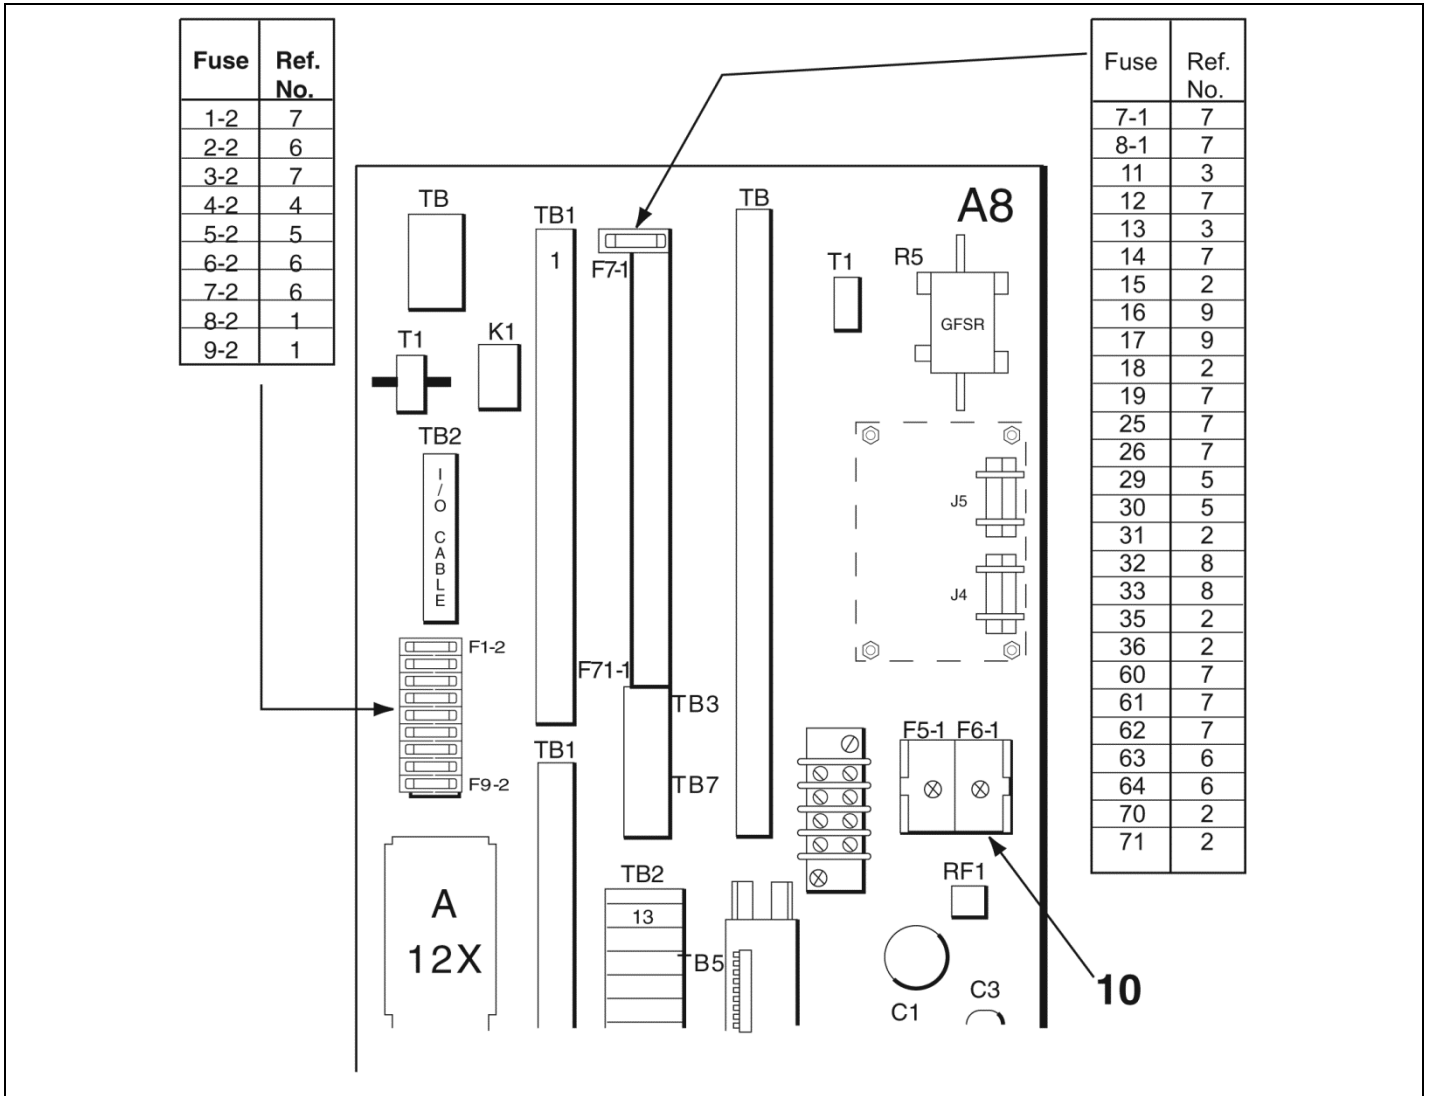 Fuse Ref. No.
1-2 7
2-2 6
3-2 7
4-2 4
5-2 5
6-2 6
7-2 6
8-2 1
9-2 1
Fuse Ref. No.
7-1 7
8-1 7
11 3
12 7
13 3
14 7
15 2
16 9
17 9
18 2
19 7
25 7
26 7
29 5
30 5
31 2
32 8
33 8
35 2
36 2
60 7
61 7
62 7
63 6
64 6
70 2
71 2
A8
TB
TB1
1
F7-1
TB
T1
R5
GFSR
T1
K1
TB2
I/O CABLE
J5
J4
F1-2
F9-2
F71-1
TB3
TB7
TB1
F5-1 F6-1
RF1
TB2
13
TB5
A
12X
C1
C3
10